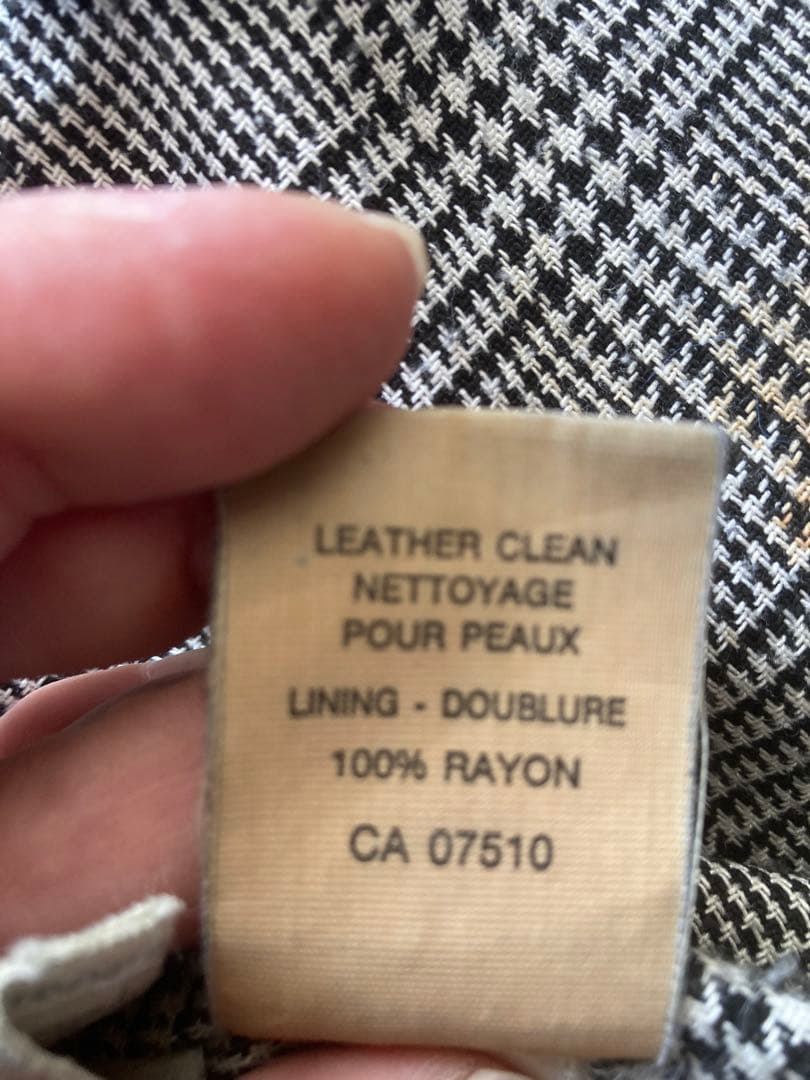 LEATHER CLEAN
NETTOYAGE
POUR PEAUX
LINING - DOUBLURE
100% RAYON
CA 07510